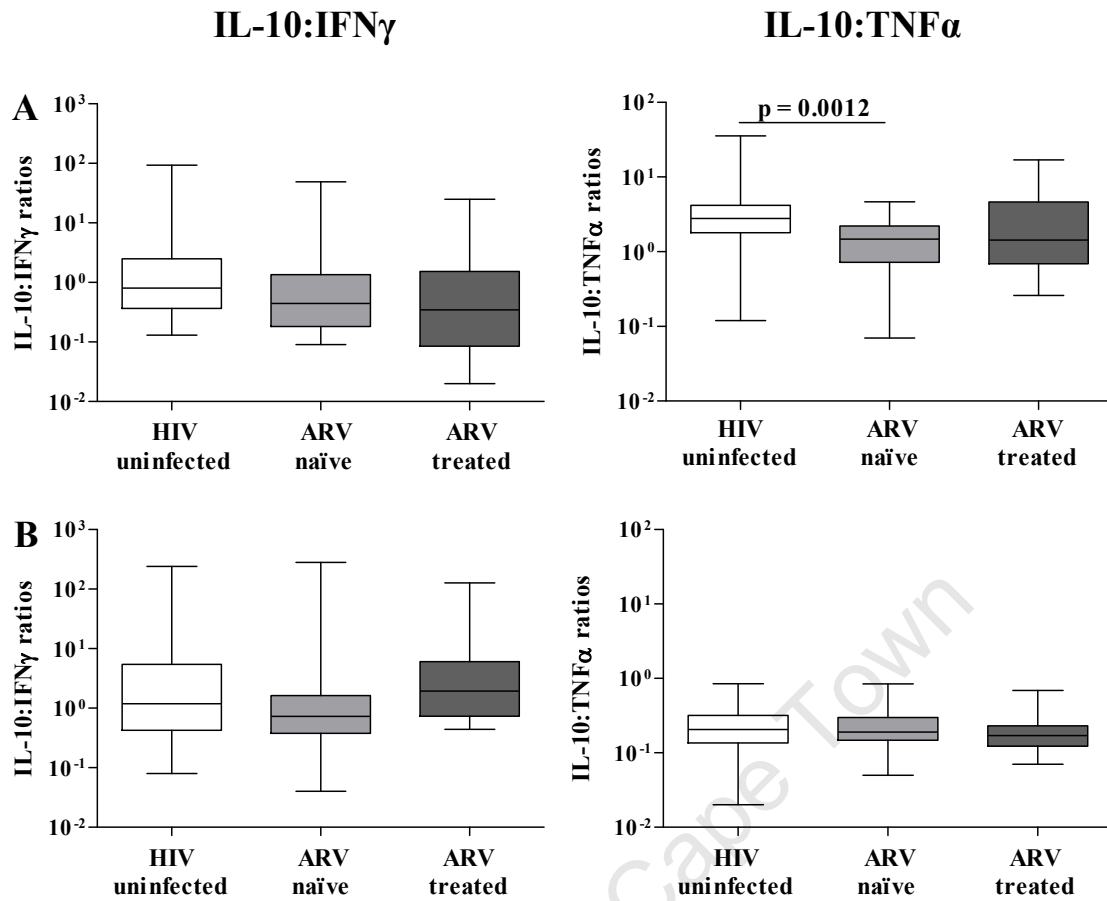 IL-10:IFNγ IL-10:TNFα
A
IL-10:IFNγ ratios
10³
10²
10¹
10⁰
10⁻¹
10⁻²
HIV uninfected
ARV naïve
ARV treated
IL-10:TNFα ratios
10²
10¹
10⁰
10⁻¹
10⁻²
p = 0.0012
HIV uninfected
ARV naïve
ARV treated
B
IL-10:IFNγ ratios
10³
10²
10¹
10⁰
10⁻¹
10⁻²
HIV uninfected
ARV naïve
ARV treated
IL-10:TNFα ratios
10²
10¹
10⁰
10⁻¹
10⁻²
HIV uninfected
ARV naïve
ARV treated
Cape Town